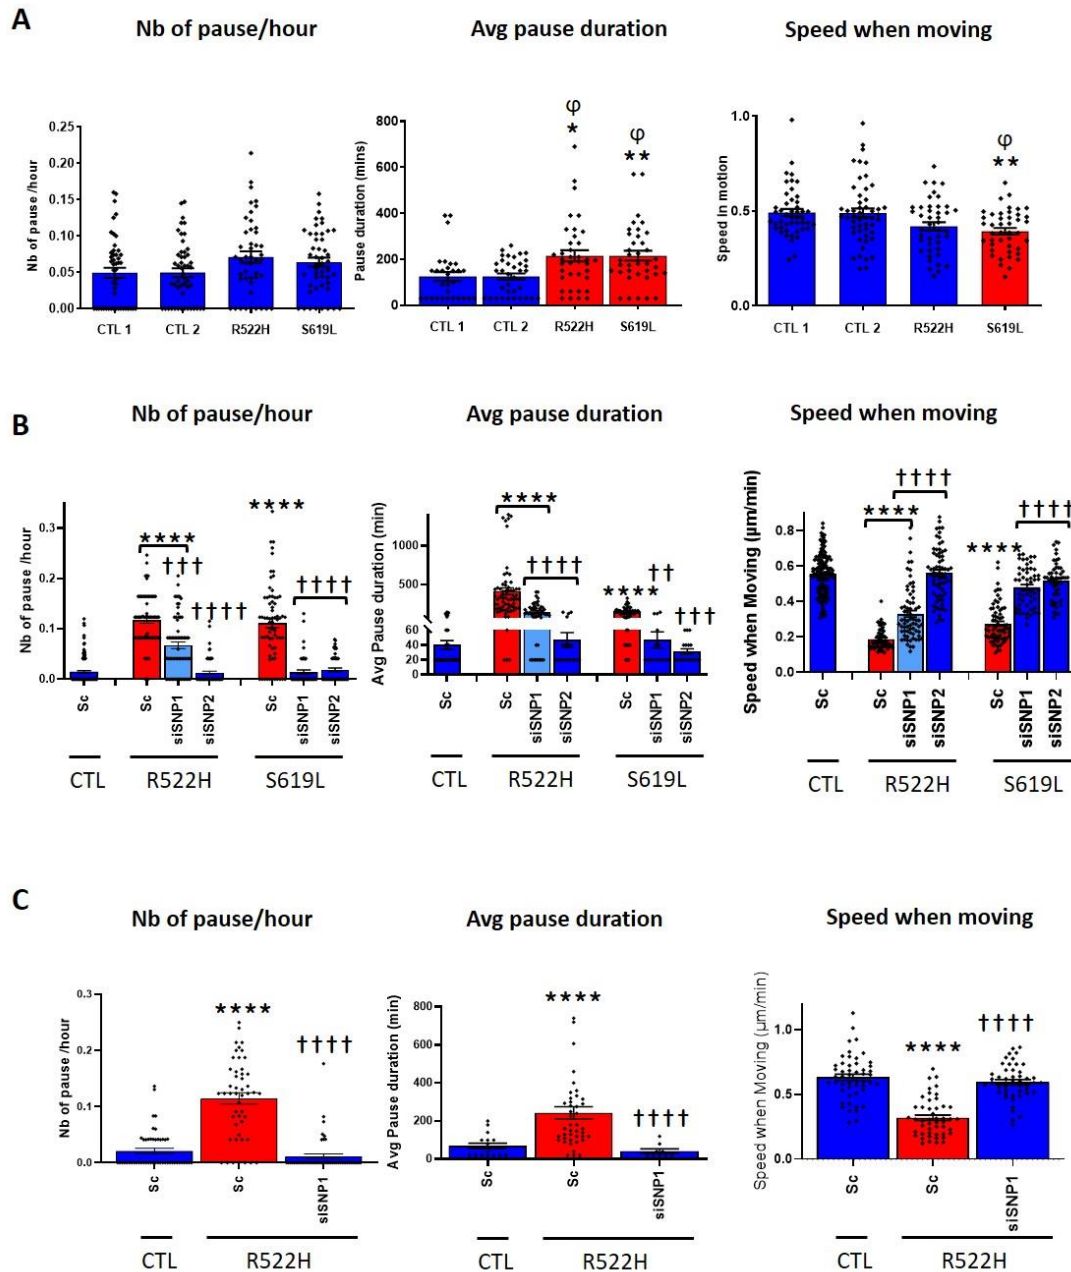 A
Nb of pause/hour
Avg pause duration
Speed when moving
Nb of pause /hour
0.25
0.20
0.15
0.10
0.05
0.00
CTL 1
CTL 2
R522H
S619L
Pause duration (mins)
800
600
400
200
0
φ
*
φ
**
CTL 1
CTL 2
R522H
S619L
Speed in motion
1.0
0.5
0.0
φ
**
CTL 1
CTL 2
R522H
S619L
B
Nb of pause/hour
Avg pause duration
Speed when moving
Nb of pause /hour
0.3
0.2
0.1
0.0
****
†††
††††
****
††††
Sc
Sc
siSNP1
siSNP2
Sc
siSNP1
siSNP2
CTL
R522H
S619L
Avg Pause duration (min)
1000
500
60
40
20
0
****
††††
****
††
†††
Sc
Sc
siSNP1
siSNP2
Sc
siSNP1
siSNP2
CTL
R522H
S619L
Speed when Moving (µm/min)
0.8
0.6
0.4
0.2
0.0
****
††††
****
††††
Sc
Sc
siSNP1
siSNP2
Sc
siSNP1
siSNP2
CTL
R522H
S619L
C
Nb of pause/hour
Avg pause duration
Speed when moving
Nb of pause /hour
0.3
0.2
0.1
0.0
****
††††
Sc
Sc
siSNP1
CTL
R522H
Avg Pause duration (min)
800
600
400
200
0
****
††††
Sc
Sc
siSNP1
CTL
R522H
Speed when Moving (µm/min)
1.0
0.5
0.0
****
††††
Sc
Sc
siSNP1
CTL
R522H